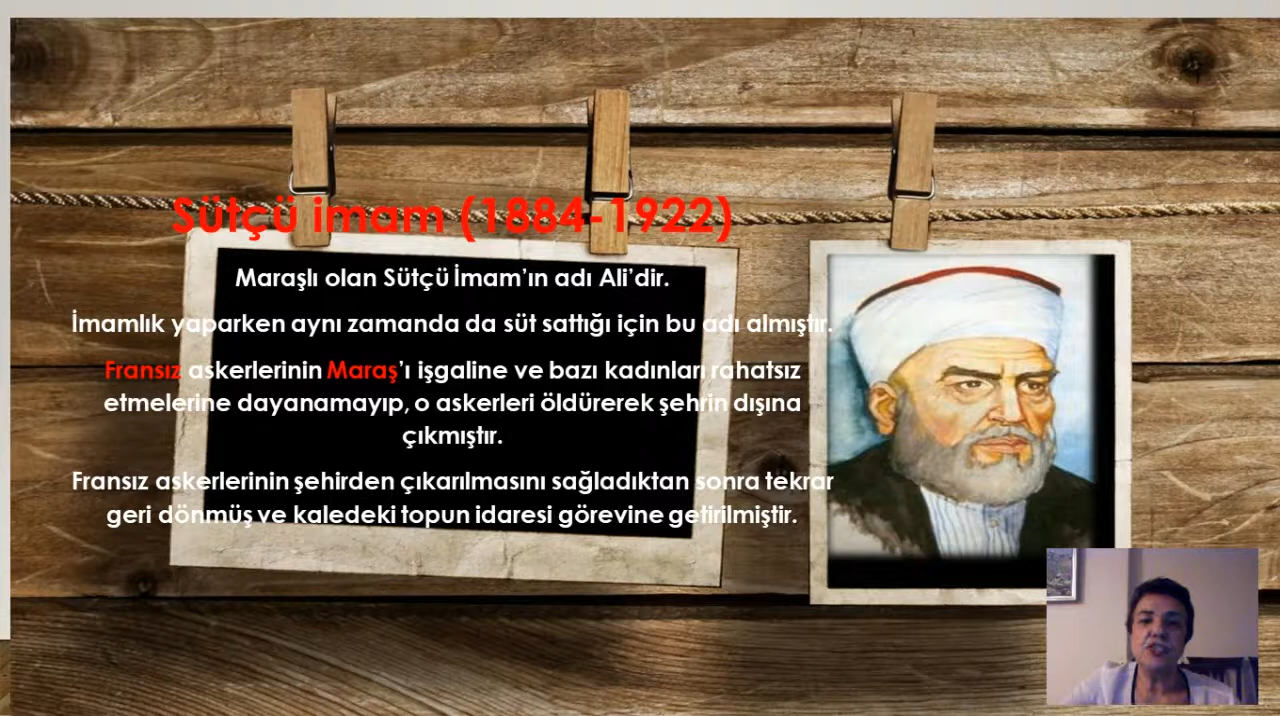 Sütçü imam (1884-1922)
Maraşlı olan Sütçü İmam’ın adı Ali’dir.
İmamlık yaparken aynı zamanda da süt sattığı için bu adı almıştır.
Fransız askerlerinin Maraş’ı işgaline ve bazı kadınları rahatsız
etmelerine dayanamayıp, o askerleri öldürerek şehrin dışına
çıkmıştır.
Fransız askerlerinin şehirden çıkarılmasını sağladıktan sonra tekrar
geri dönmüş ve kaledeki topun idaresi görevine getirilmiştir.